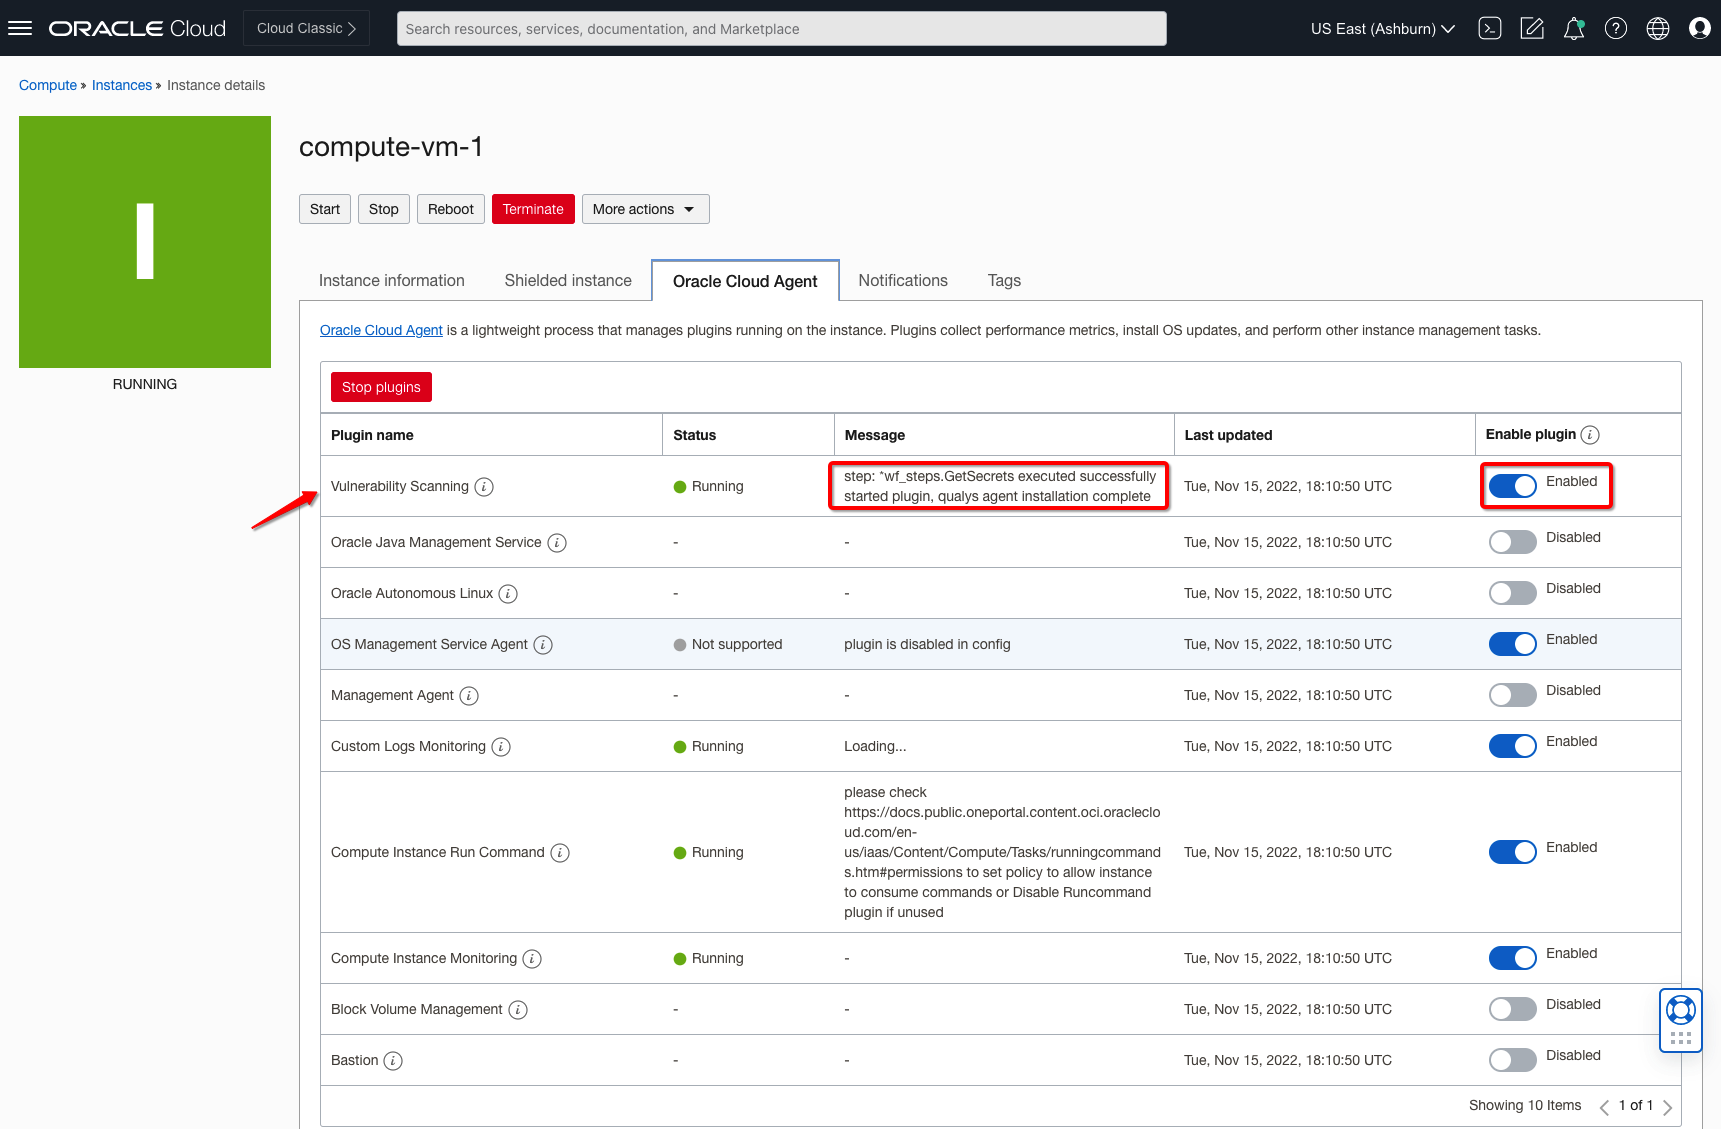 ORACLE Cloud
Cloud Classic
Search resources, services, documentation, and Marketplace
US East (Ashburn)
Compute » Instances » Instance details
I
RUNNING
compute-vm-1
Start Stop Reboot Terminate More actions
Instance information Shielded instance Oracle Cloud Agent Notifications Tags
Oracle Cloud Agent is a lightweight process that manages plugins running on the instance. Plugins collect performance metrics, install OS updates, and perform other instance management tasks.
Stop plugins
Plugin name Status Message Last updated Enable plugin i
Vulnerability Scanning i Running step: *wf_steps.GetSecrets executed successfully
started plugin, qualys agent installation complete Tue, Nov 15, 2022, 18:10:50 UTC Enabled
Oracle Java Management Service i - - Tue, Nov 15, 2022, 18:10:50 UTC Disabled
Oracle Autonomous Linux i - - Tue, Nov 15, 2022, 18:10:50 UTC Disabled
OS Management Service Agent i Not supported plugin is disabled in config Tue, Nov 15, 2022, 18:10:50 UTC Enabled
Management Agent i - - Tue, Nov 15, 2022, 18:10:50 UTC Disabled
Custom Logs Monitoring i Running Loading... Tue, Nov 15, 2022, 18:10:50 UTC Enabled
Compute Instance Run Command i Running please check
https://docs.public.oneportal.content.oci.oracleclo
ud.com/en-
us/iaas/Content/Compute/Tasks/runningcommand
s.htm#permissions to set policy to allow instance
to consume commands or Disable Runcommand
plugin if unused Tue, Nov 15, 2022, 18:10:50 UTC Enabled
Compute Instance Monitoring i Running - Tue, Nov 15, 2022, 18:10:50 UTC Enabled
Block Volume Management i - - Tue, Nov 15, 2022, 18:10:50 UTC Disabled
Bastion i - - Tue, Nov 15, 2022, 18:10:50 UTC Disabled
Showing 10 Items 1 of 1